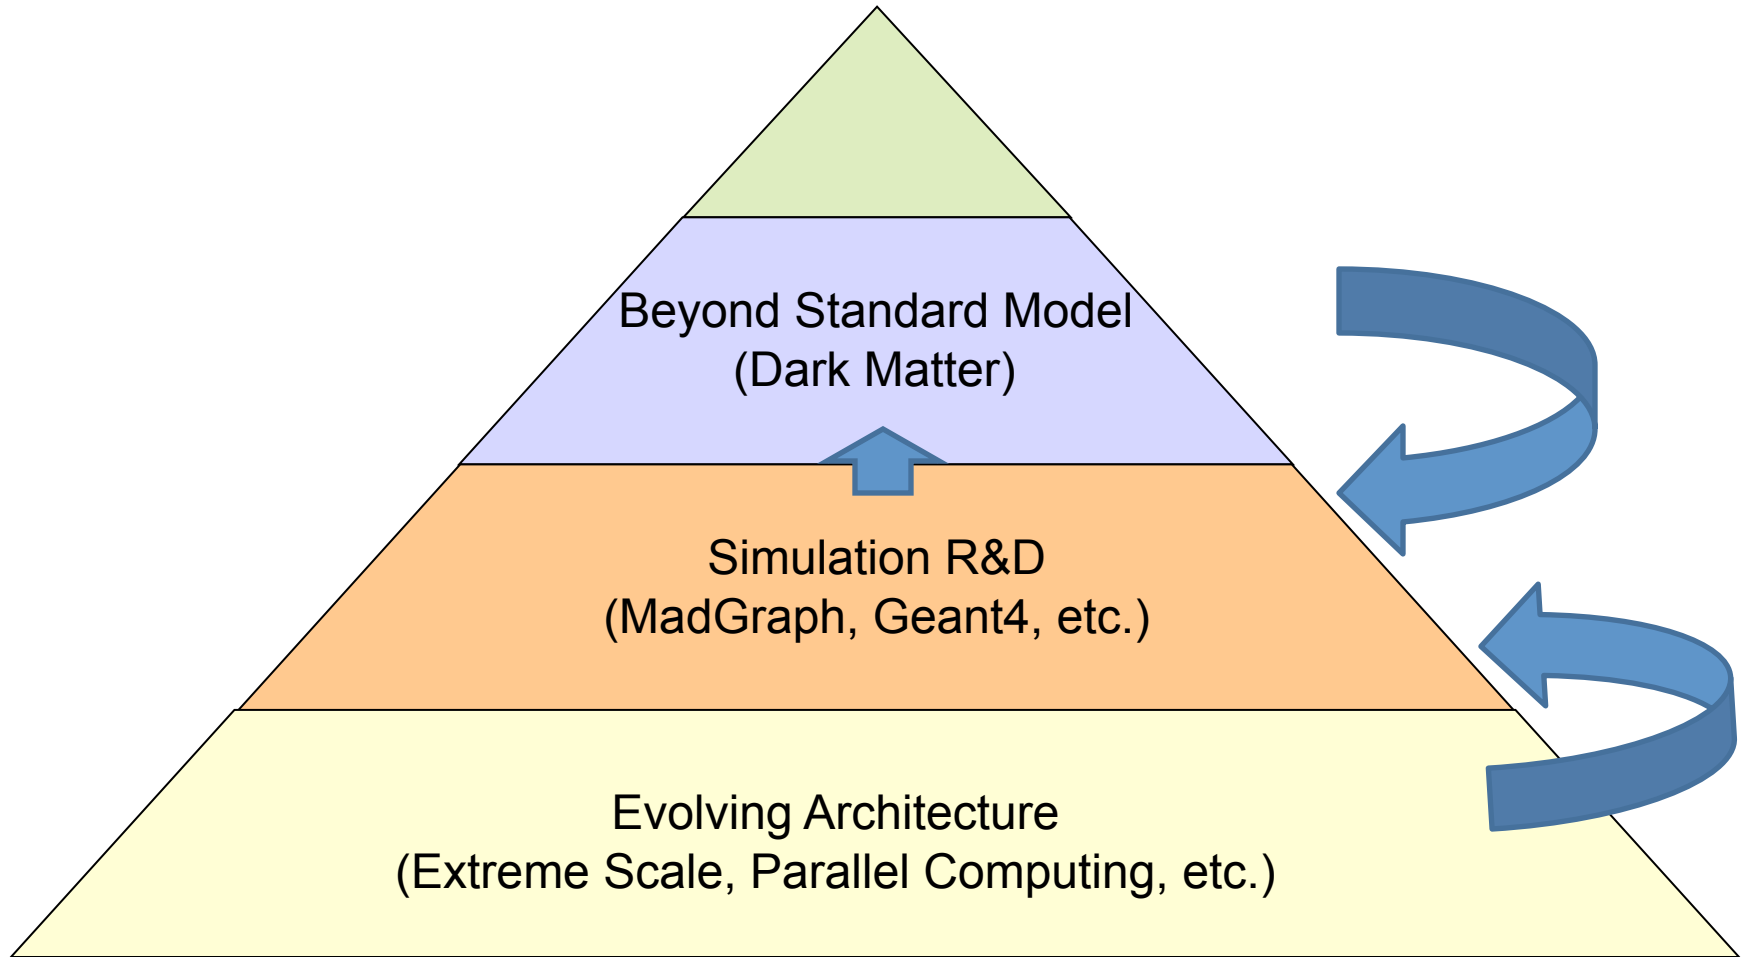 Beyond Standard Model
(Dark Matter)
Simulation R&D
(MadGraph, Geant4, etc.)
Evolving Architecture
(Extreme Scale, Parallel Computing, etc.)